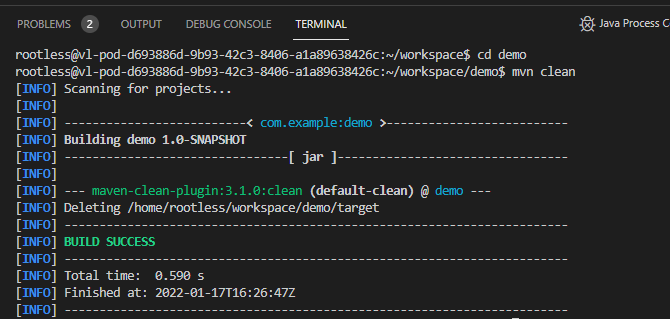 PROBLEMS 2 OUTPUT DEBUG CONSOLE TERMINAL Java Process C
rootless@vl-pod-d693886d-9b93-42c3-8406-a1a89638426c:~/workspace$ cd demo
rootless@vl-pod-d693886d-9b93-42c3-8406-a1a89638426c:~/workspace/demo$ mvn clean
[INFO] Scanning for projects...
[INFO]
[INFO] --------------------------< com.example:demo >--------------------------
[INFO] Building demo 1.0-SNAPSHOT
[INFO] --------------------------------[ jar ]---------------------------------
[INFO]
[INFO] --- maven-clean-plugin:3.1.0:clean (default-clean) @ demo ---
[INFO] Deleting /home/rootless/workspace/demo/target
[INFO] ------------------------------------------------------------------------
[INFO] BUILD SUCCESS
[INFO] ------------------------------------------------------------------------
[INFO] Total time:  0.590 s
[INFO] Finished at: 2022-01-17T16:26:47Z
[INFO] ------------------------------------------------------------------------